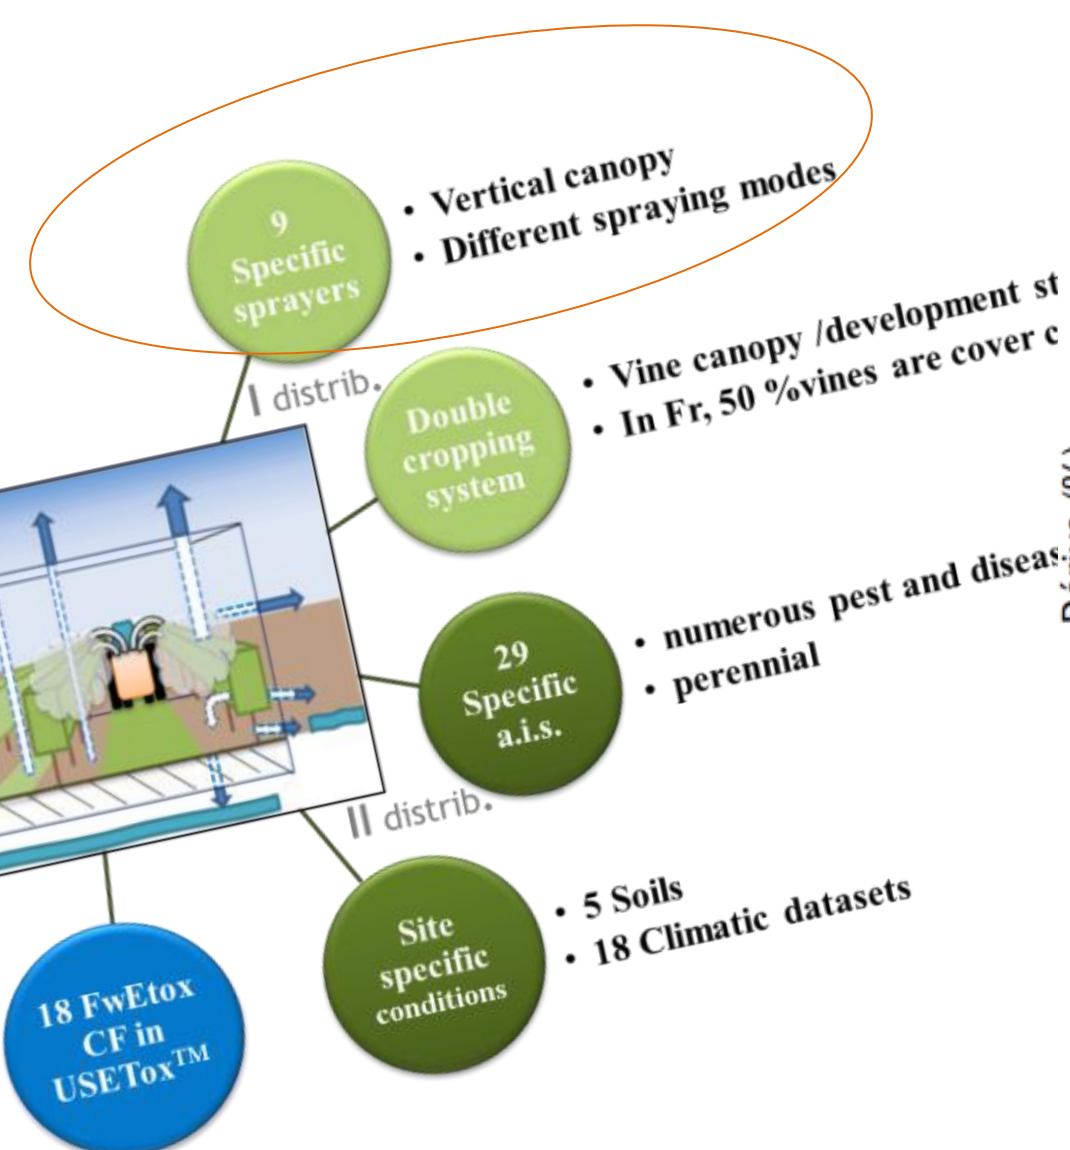 9
Specific
sprayers
• Vertical canopy
• Different spraying modes
I distrib.
Double
cropping
system
• Vine canopy /development
• In Fr, 50 %vines are cover
29
Specific
a.i.s.
• numerous pest and
• perennial
II distrib.
Site
specific
conditions
• 5 Soils
• 18 Climatic datasets
18 FwEtox
CF in
USETox™